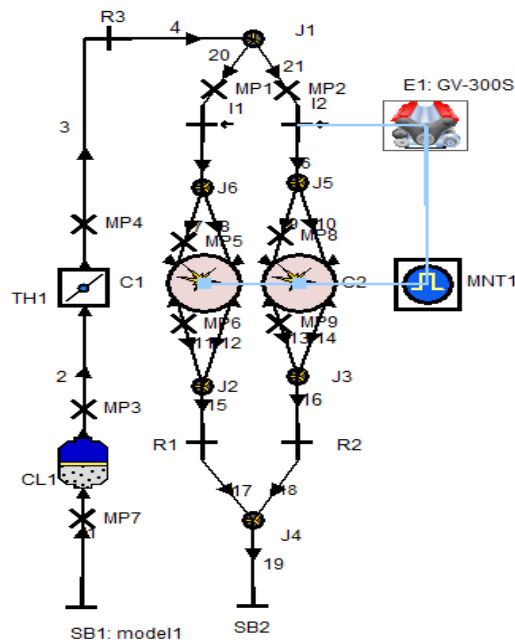 R3
4
J1
20
21
MP1
MP2
E1: GV-300S
I1
I2
3
6
J6
J5
MP4
7
8
9
10
MP5
MP8
TH1
C1
C2
MNT1
2
MP6
MP9
11
12
13
14
J2
J3
MP3
15
16
CL1
R1
R2
MP7
17
18
1
J4
19
SB1: model1
SB2